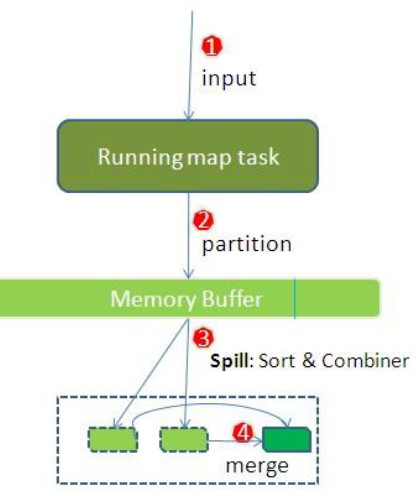 1
input
Running map task
2
partition
Memory Buffer
3
Spill: Sort & Combiner
4
merge